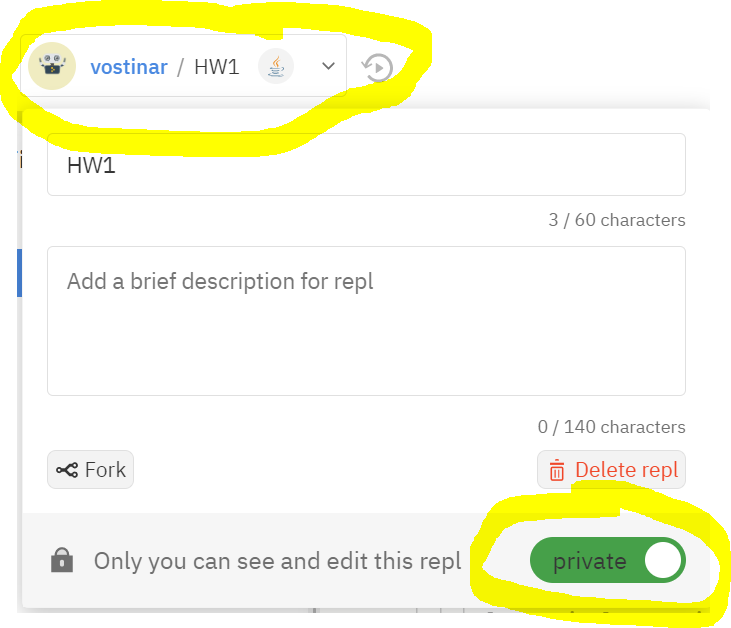 vostinar / HW1
HW1
3 / 60 characters
Add a brief description for repl
0 / 140 characters
Fork
Delete repl
Only you can see and edit this repl
private